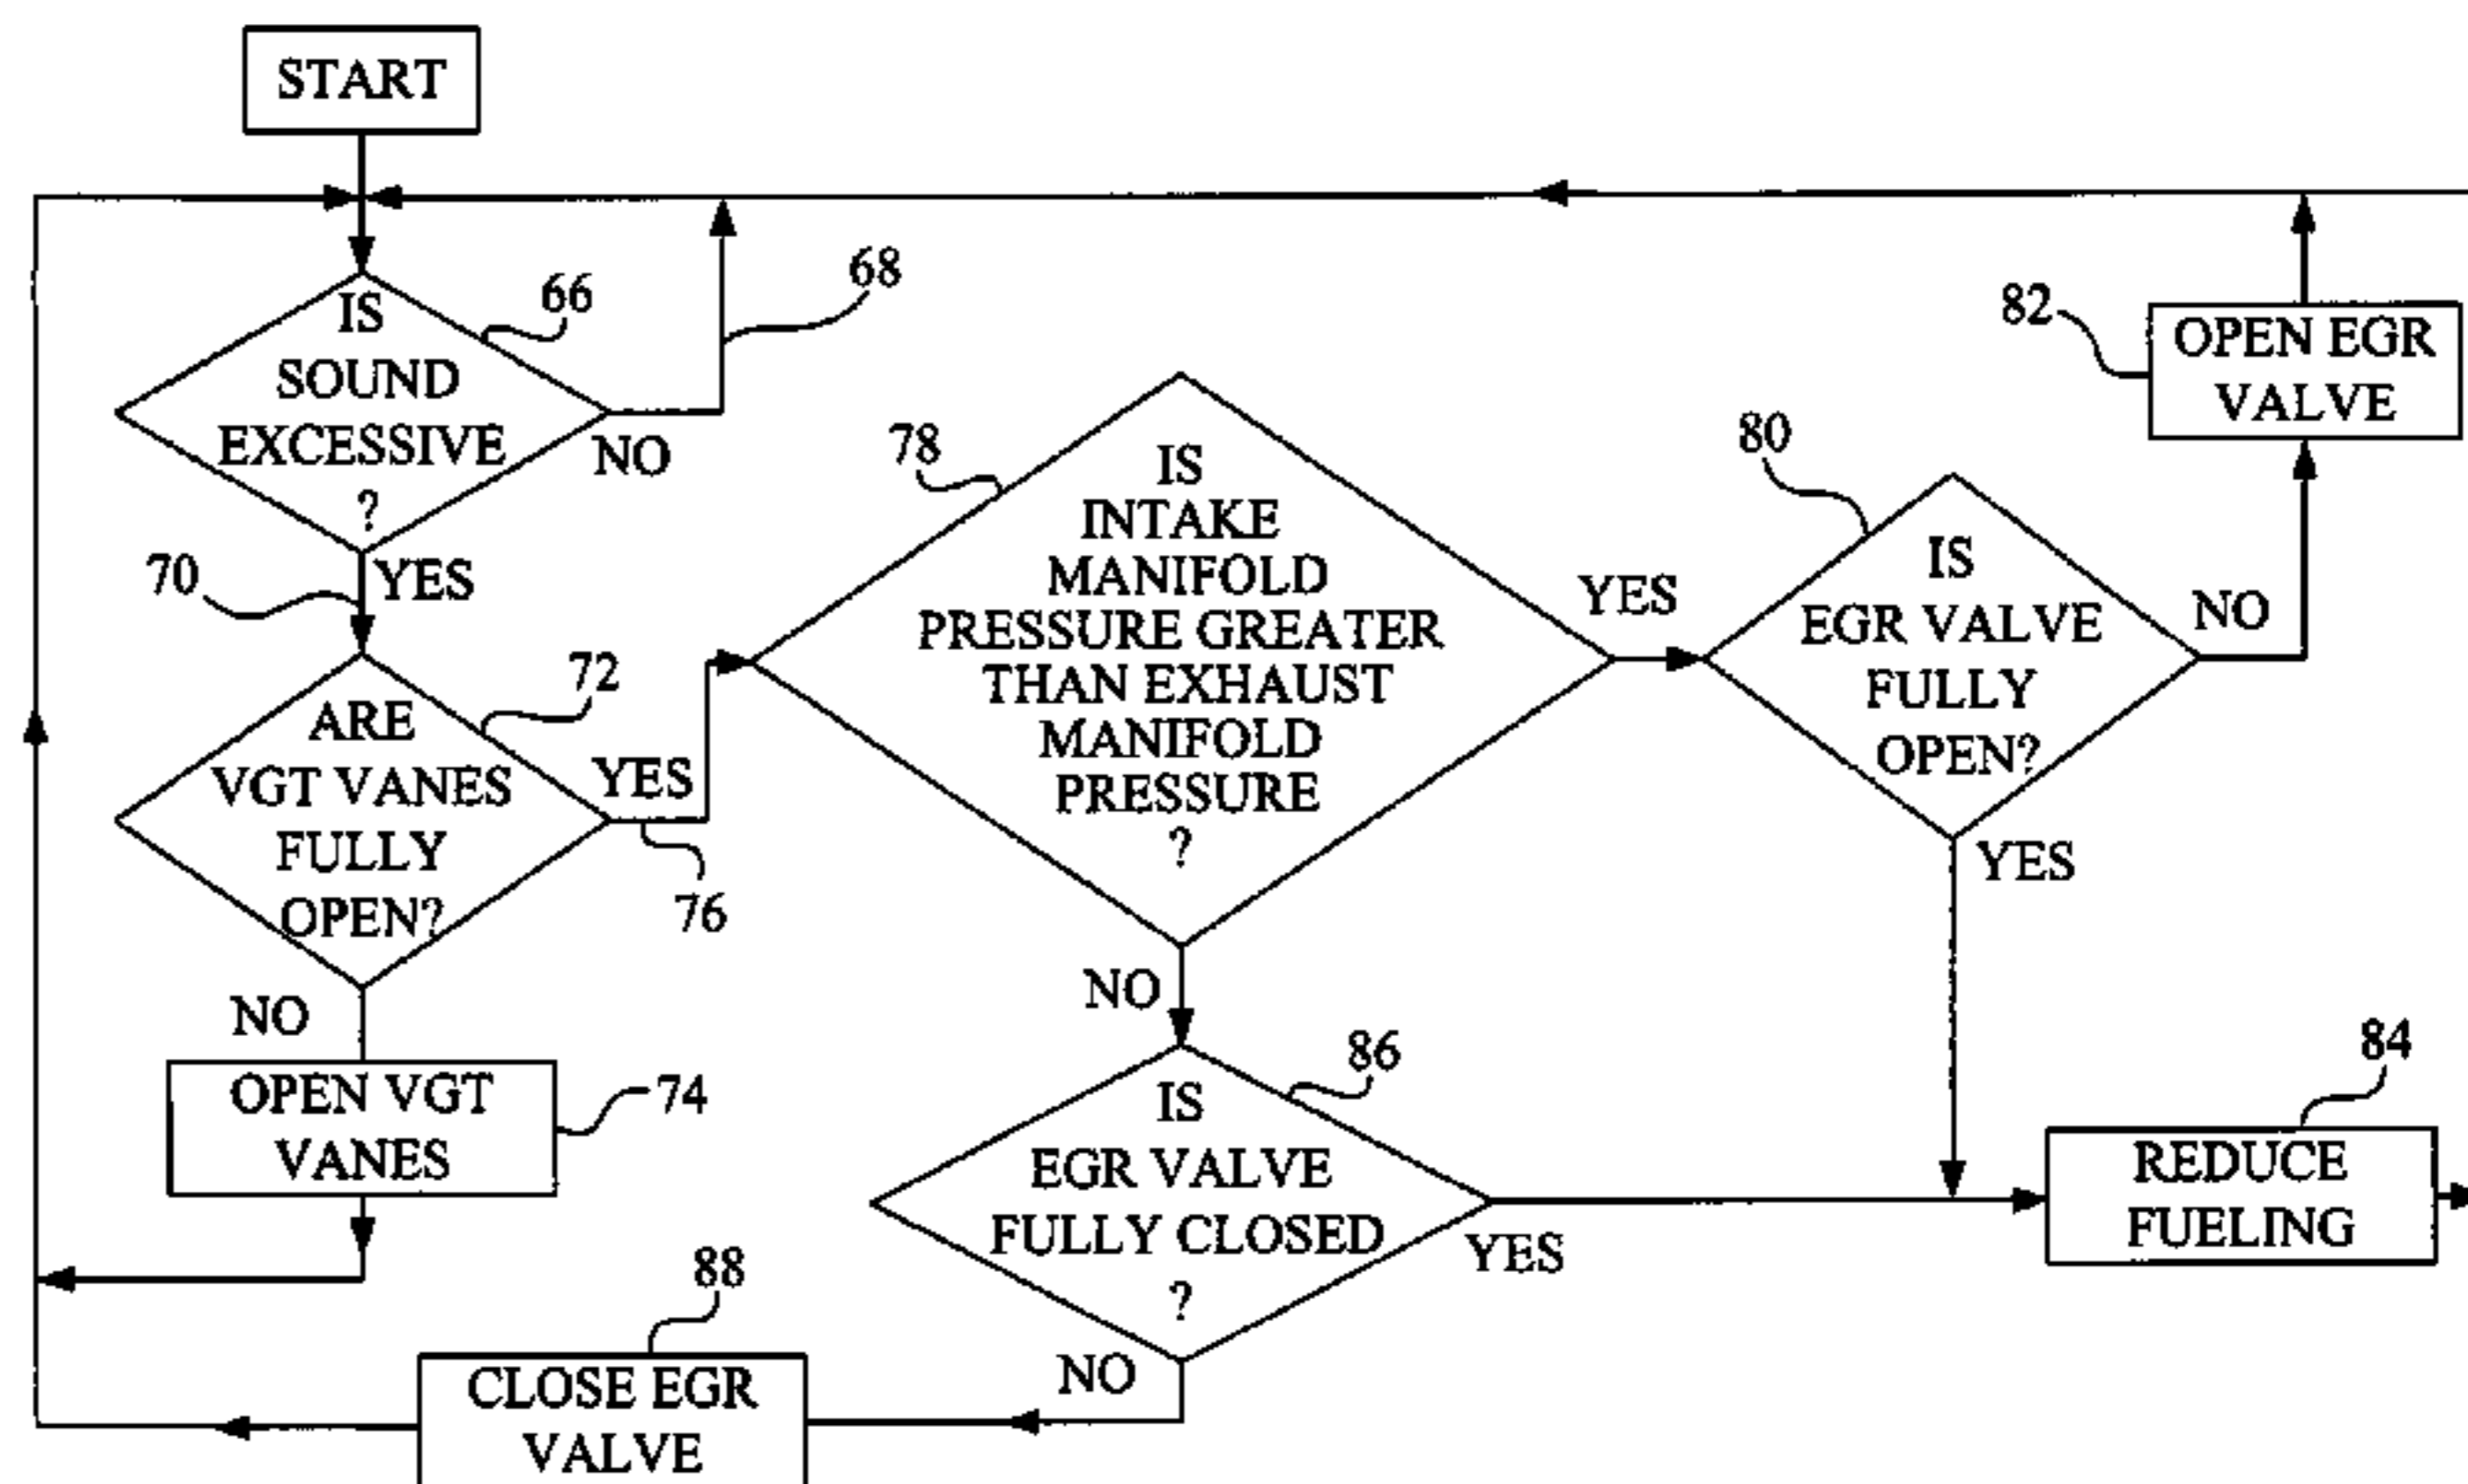 START
IS
SOUND
EXCESSIVE
?
66
68
NO
70
YES
ARE
VGT VANES
FULLY
OPEN?
72
YES
76
NO
OPEN VGT
VANES
74
IS
INTAKE
MANIFOLD
PRESSURE GREATER
THAN EXHAUST
MANIFOLD
PRESSURE
?
78
YES
NO
IS
EGR VALVE
FULLY
OPEN?
80
NO
YES
OPEN EGR
VALVE
82
IS
EGR VALVE
FULLY CLOSED
?
86
YES
NO
REDUCE
FUELING
84
CLOSE EGR
VALVE
88